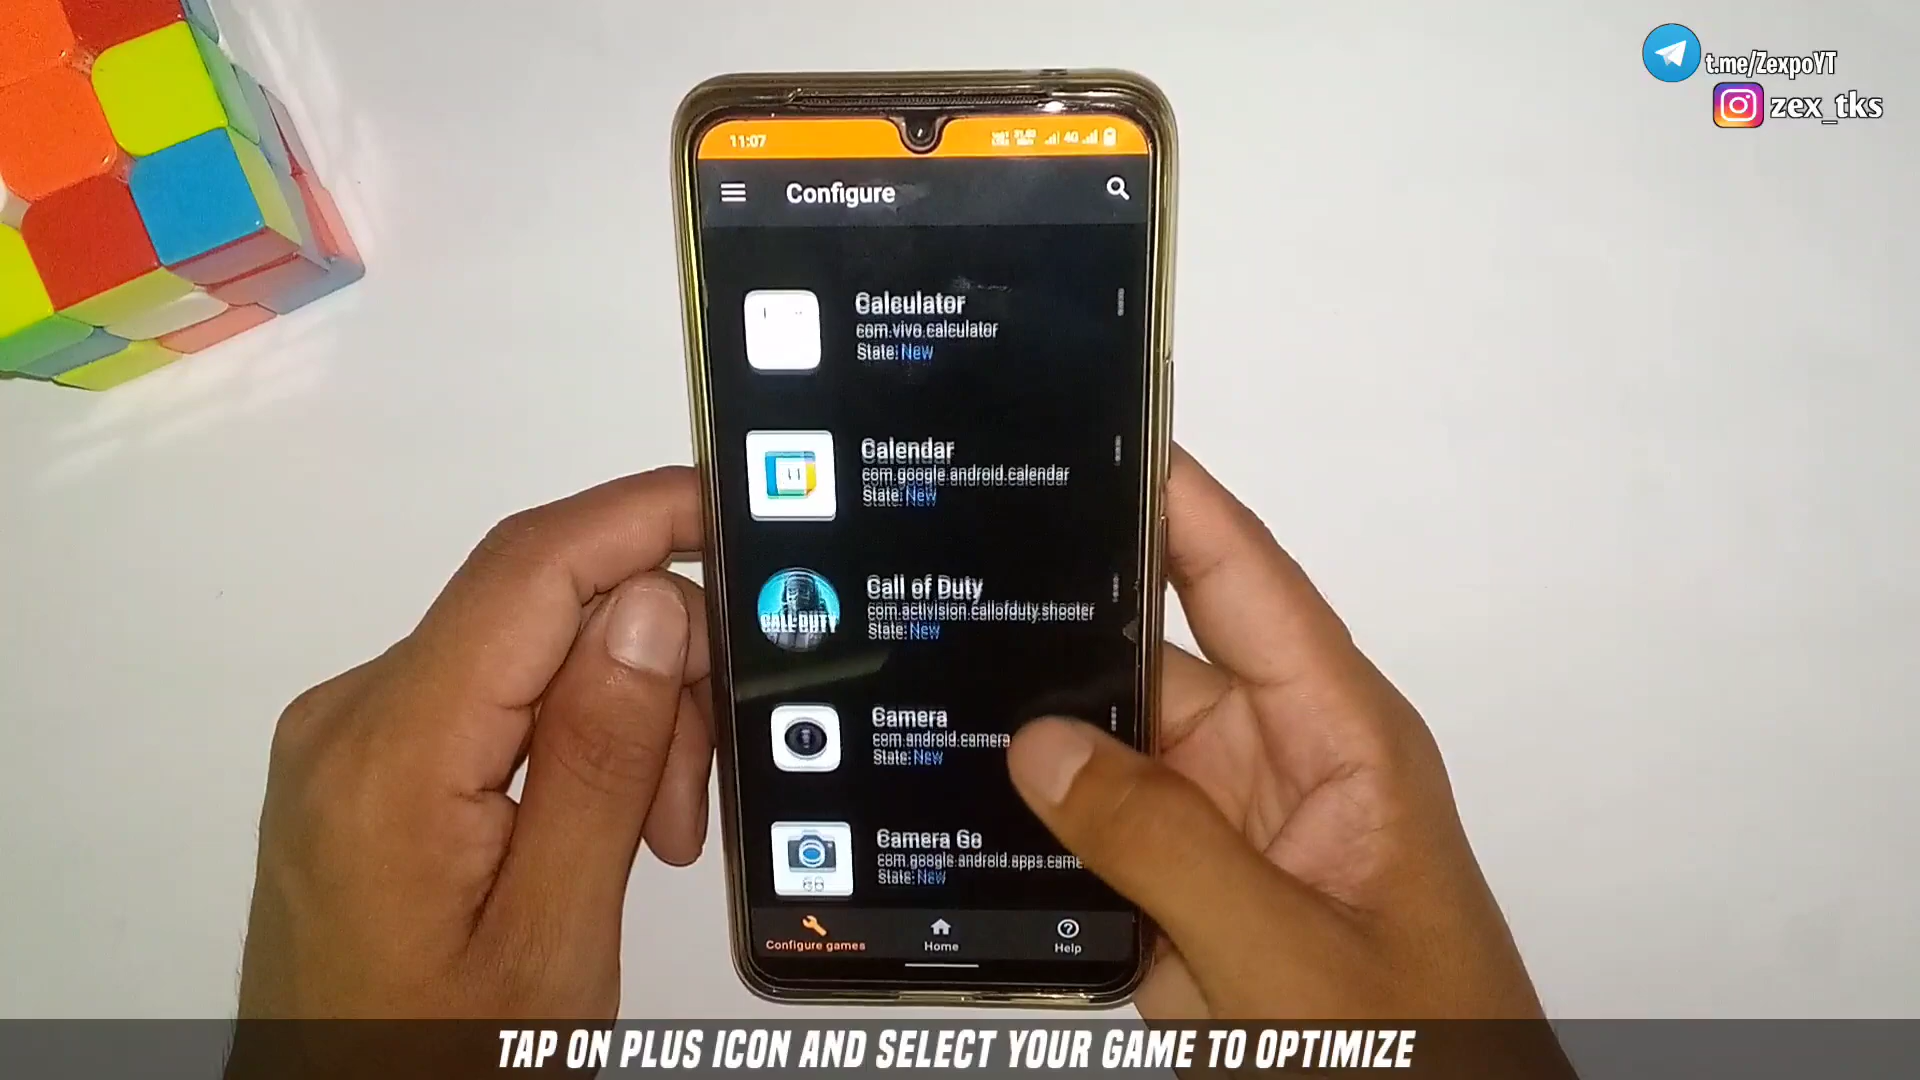 t.me/ZexpoYT
zex_tks
11:07
4G
Configure
Calculator
com.vivo.calculator
State: New
Calendar
com.google.android.calendar
State: New
Call of Duty
com.activision.callofduty.shooter
State: New
CALL DUTY
Camera
com.android.camera
State: New
Camera Go
com.google.android.apps.came
State: New
Configure games
Home
Help
TAP ON PLUS ICON AND SELECT YOUR GAME TO OPTIMIZE